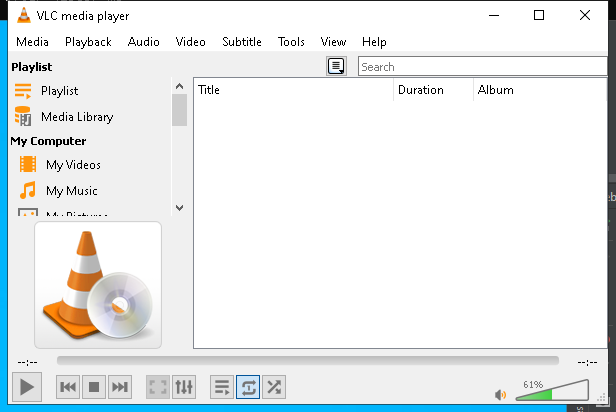 VLC media player
Media Playback Audio Video Subtitle Tools View Help
Playlist
Search
Playlist
Title Duration Album
Media Library
My Computer
My Videos
My Music
My Pictures
--:-- --:--
61%